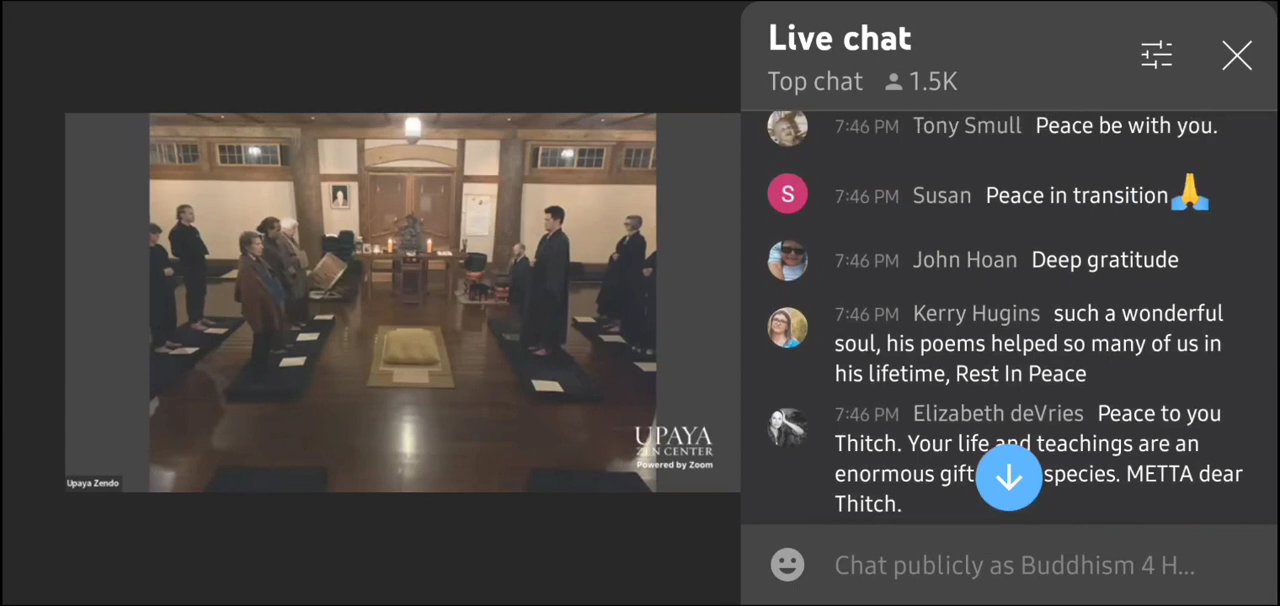 Live chat
Top chat 1.5K
7:46 PM Tony Smull Peace be with you.
S
7:46 PM Susan Peace in transition🙏
7:46 PM John Hoan Deep gratitude
7:46 PM Kerry Hugins such a wonderful
soul, his poems helped so many of us in
his lifetime, Rest In Peace
7:46 PM Elizabeth deVries Peace to you
Thitch. Your life and teachings are an
enormous gift species. METTA dear
Thitch.
Chat publicly as Buddhism 4 H...
UPAYA
ZEN CENTER
Powered by Zoom
Upaya Zendo